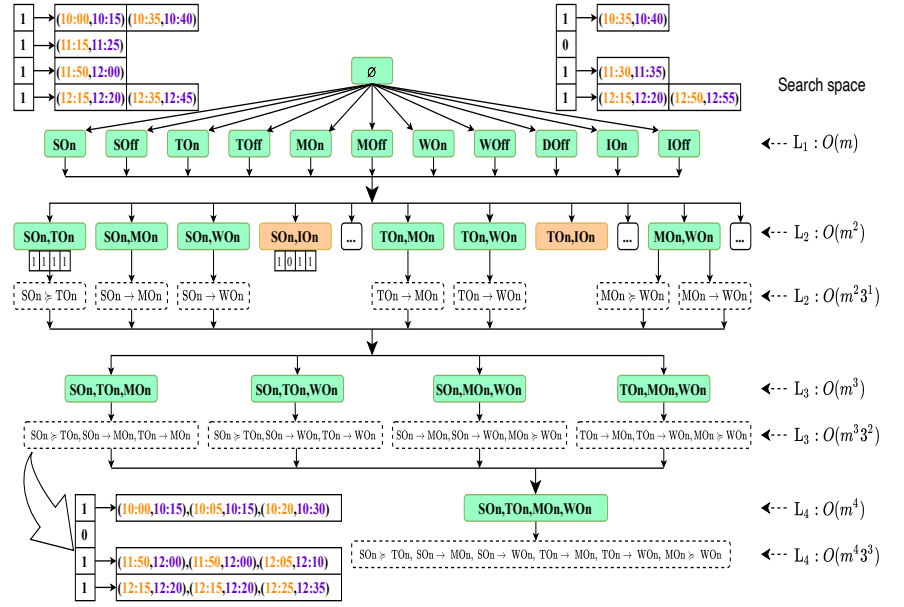 1 (10:00,10:15) (10:35,10:40)
1 (11:15,11:25)
1 (11:50,12:00)
1 (12:15,12:20) (12:35,12:45)
1 (10:35,10:40)
0
1 (11:30,11:35)
1 (12:15,12:20) (12:50,12:55)
∅
Search space
SOn SOff TOn TOff MOn MOff WOn WOff DOff IOn IOff
L₁ : O(m)
SOn,TOn SOn,MOn SOn,WOn SOn,IOn ... TOn,MOn TOn,WOn TOn,IOn ... MOn,WOn ...
L₂ : O(m²)
1 1 1 1
1 0 1 1
SOn ≽ TOn SOn → MOn SOn → WOn TOn → MOn TOn → WOn MOn ≽ WOn MOn → WOn
L₂ : O(m²3¹)
SOn,TOn,MOn SOn,TOn,WOn SOn,MOn,WOn TOn,MOn,WOn
L₃ : O(m³)
SOn ≽ TOn, SOn → MOn, TOn → MOn
SOn ≽ TOn, SOn → WOn, TOn → WOn
SOn → MOn, SOn → WOn, MOn ≽ WOn
TOn → MOn, TOn → WOn, MOn ≽ WOn
L₃ : O(m³3²)
1 (10:00,10:15),(10:05,10:15),(10:20,10:30)
0
1 (11:50,12:00),(11:50,12:00),(12:05,12:10)
1 (12:15,12:20),(12:15,12:20),(12:25,12:35)
SOn,TOn,MOn,WOn
L₄ : O(m⁴)
SOn ≽ TOn, SOn → MOn, SOn → WOn, TOn → MOn, TOn → WOn, MOn ≽ WOn
L₄ : O(m⁴3³)